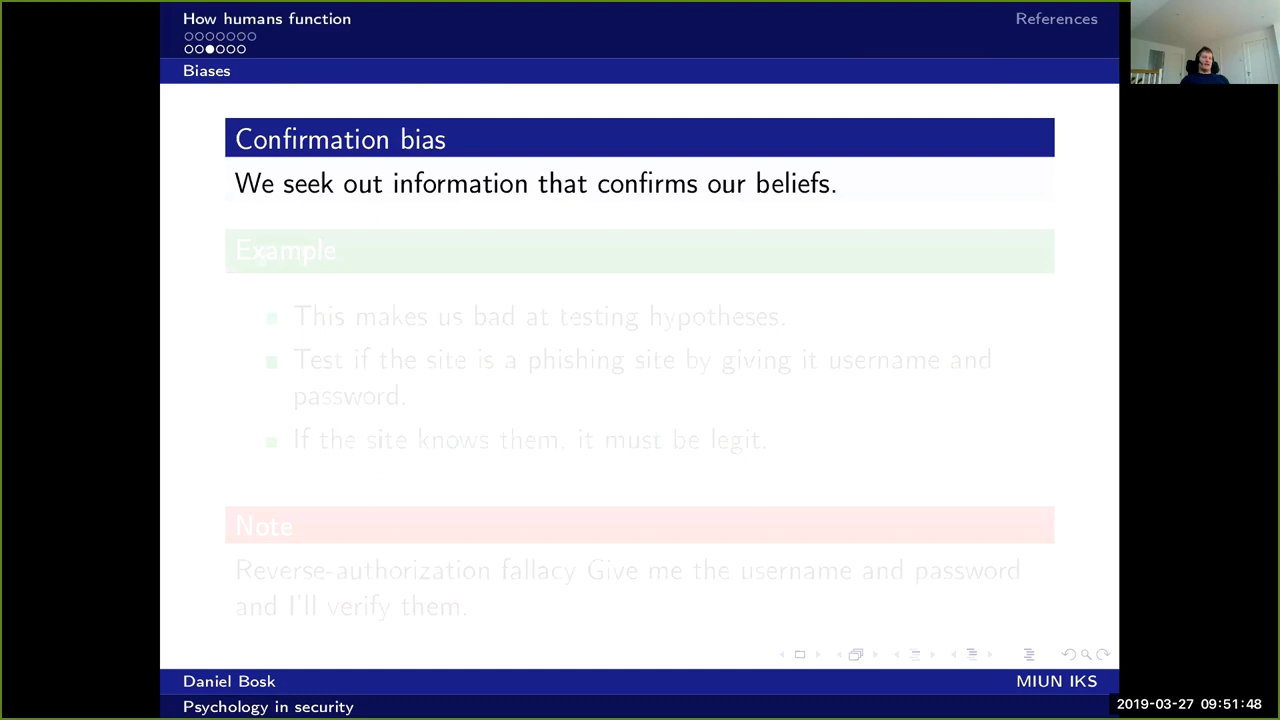 How humans function
References
Biases
Confirmation bias
We seek out information that confirms our beliefs.
Example
This makes us bad at testing hypotheses.
Test if the site is a phishing site by giving it username and
password.
If the site knows them, it must be legit.
Note
Reverse-authorization fallacy Give me the username and password
and I'll verify them.
Daniel Bosk
MIUN IKS
Psychology in security
2019-03-27 09:51:48